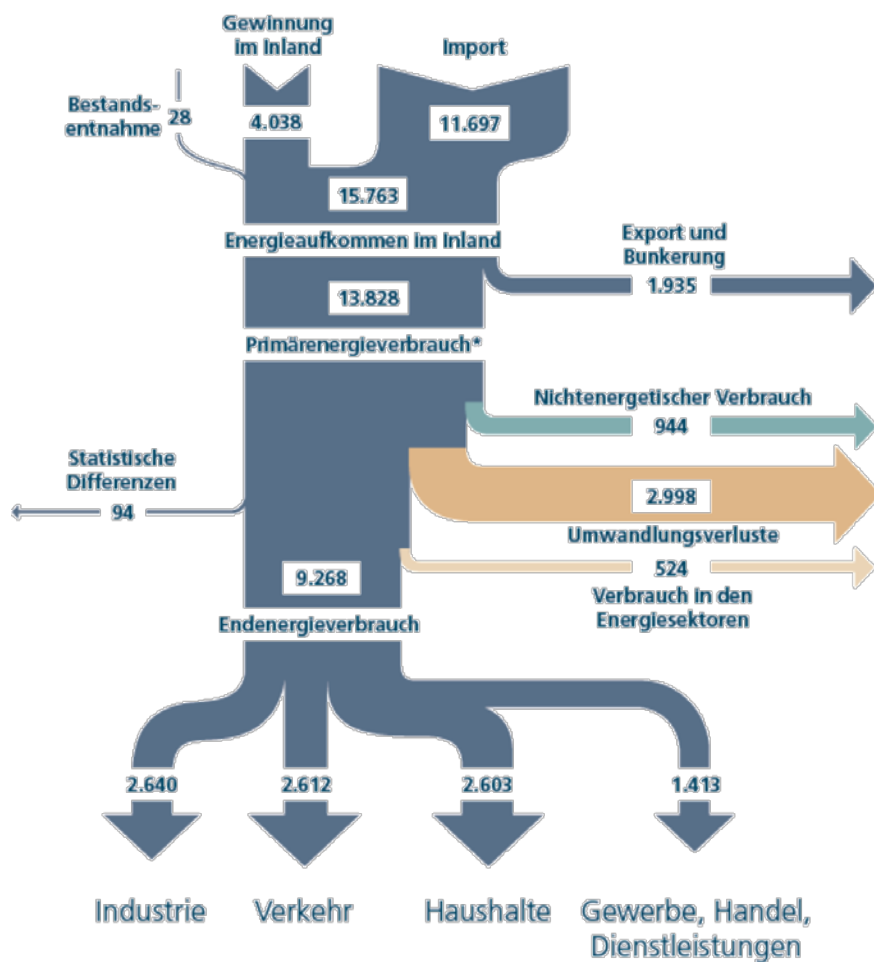 Gewinnung
im Inland
Import
Bestands-
entnahme
28
4.038
11.697
15.763
Energieaufkommen im Inland
Export und
Bunkerung
1.935
13.828
Primärenergieverbrauch*
Nichtenergetischer Verbrauch
944
Statistische
Differenzen
94
2.998
Umwandlungsverluste
524
Verbrauch in den
Energiesektoren
9.268
Endenergieverbrauch
2.640
2.612
2.603
1.413
Industrie
Verkehr
Haushalte
Gewerbe, Handel,
Dienstleistungen